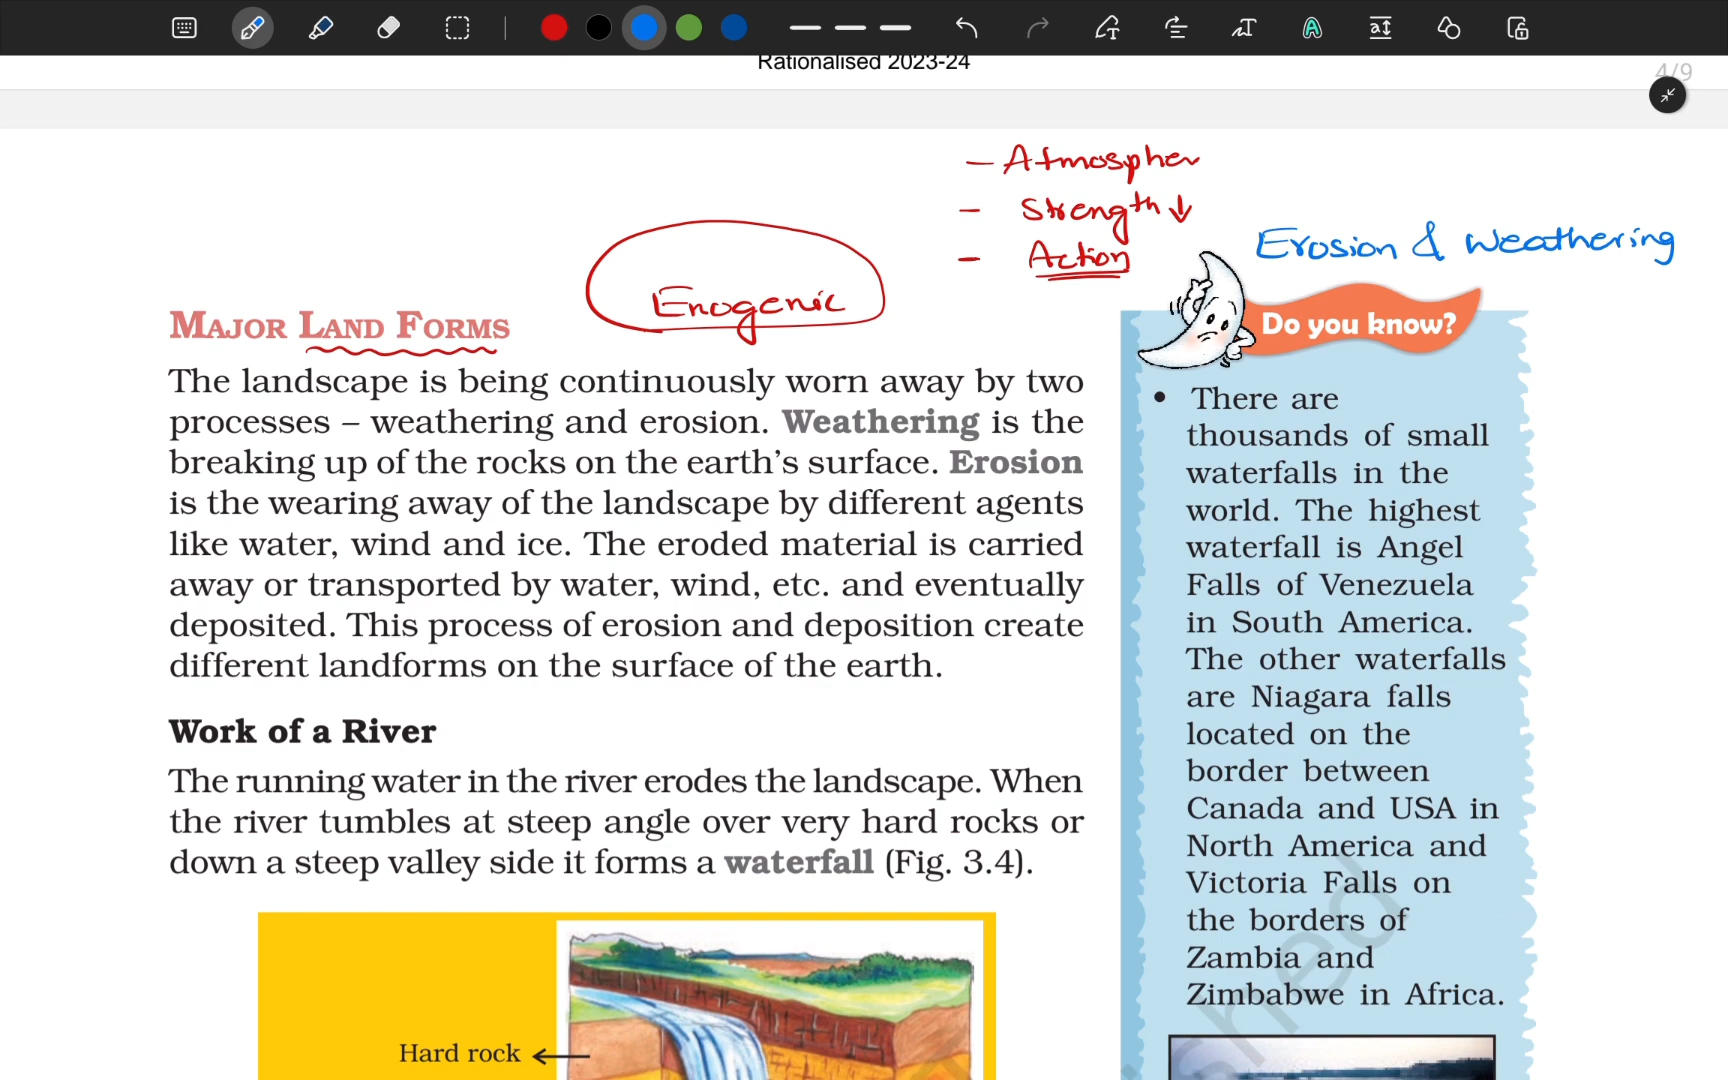 Rationalised 2023-24
4/9
– Atmospher
– Strength ↓
– Action
Erosion & Weathering
Enogenic
MAJOR LAND FORMS
The landscape is being continuously worn away by two
processes – weathering and erosion. Weathering is the
breaking up of the rocks on the earth's surface. Erosion
is the wearing away of the landscape by different agents
like water, wind and ice. The eroded material is carried
away or transported by water, wind, etc. and eventually
deposited. This process of erosion and deposition create
different landforms on the surface of the earth.
Work of a River
The running water in the river erodes the landscape. When
the river tumbles at steep angle over very hard rocks or
down a steep valley side it forms a waterfall (Fig. 3.4).
Hard rock
Do you know?
• There are
thousands of small
waterfalls in the
world. The highest
waterfall is Angel
Falls of Venezuela
in South America.
The other waterfalls
are Niagara falls
located on the
border between
Canada and USA in
North America and
Victoria Falls on
the borders of
Zambia and
Zimbabwe in Africa.